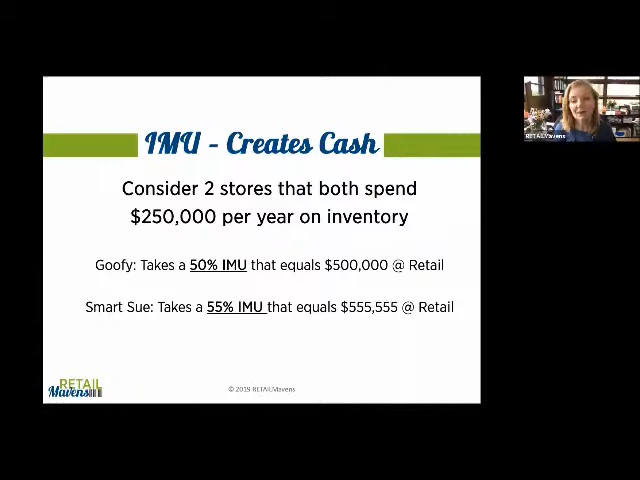 IMU – Creates Cash
Consider 2 stores that both spend
$250,000 per year on inventory
Goofy: Takes a 50% IMU that equals $500,000 @ Retail
Smart Sue: Takes a 55% IMU that equals $555,555 @ Retail
RETAIL
Mavens
© 2019 RETAILMavens
RETAILMavens